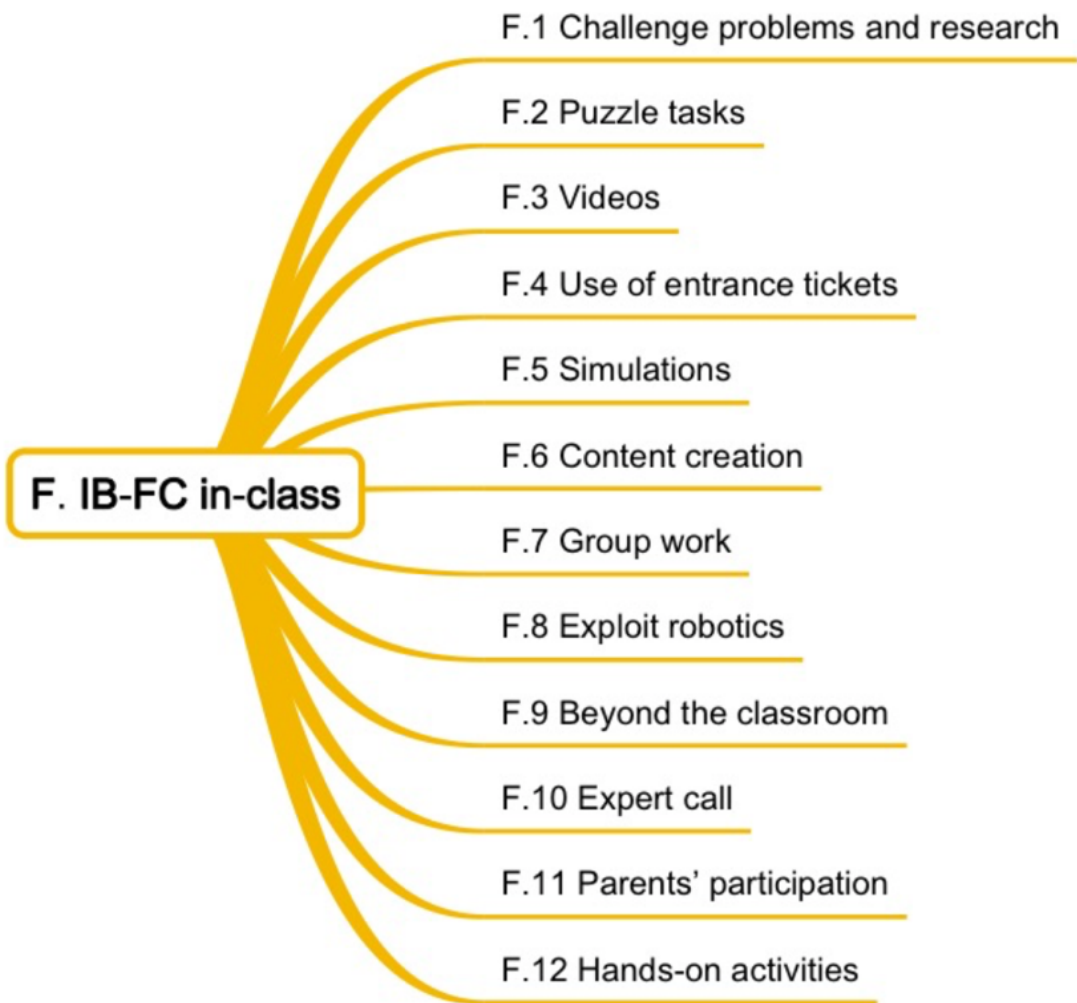 F.1 Challenge problems and research
F.2 Puzzle tasks
F.3 Videos
F.4 Use of entrance tickets
F.5 Simulations
F. IB-FC in-class
F.6 Content creation
F.7 Group work
F.8 Exploit robotics
F.9 Beyond the classroom
F.10 Expert call
F.11 Parents’ participation
F.12 Hands-on activities